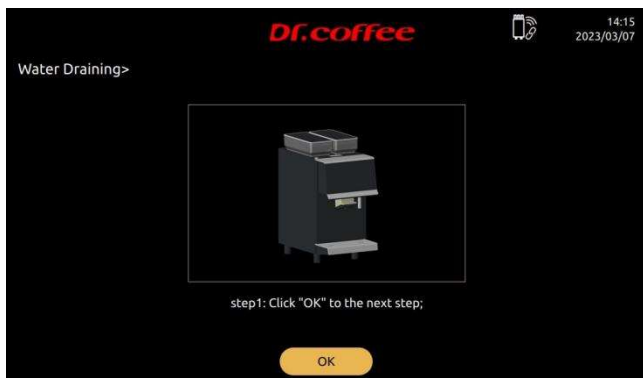 Dr.coffee
14:15
2023/03/07
Water Draining>
step1: Click "OK" to the next step;
OK